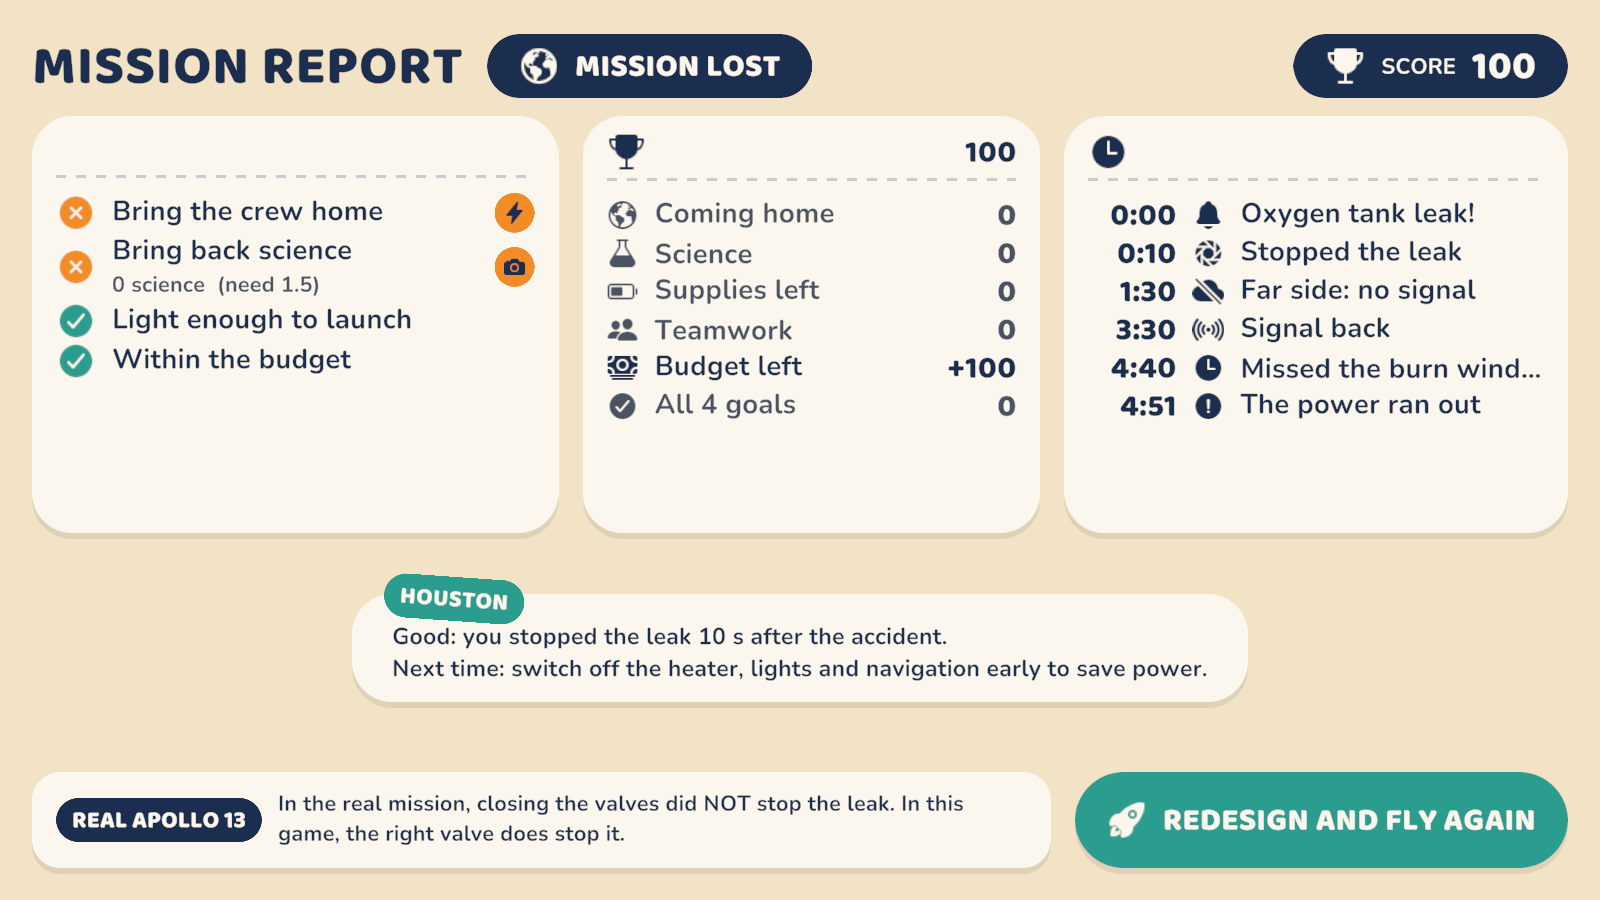 MISSION REPORT
MISSION LOST
SCORE 100
Bring the crew home
Bring back science
0 science (need 1.5)
Light enough to launch
Within the budget
100
Coming home 0
Science 0
Supplies left 0
Teamwork 0
Budget left +100
All 4 goals 0
0:00 Oxygen tank leak!
0:10 Stopped the leak
1:30 Far side: no signal
3:30 Signal back
4:40 Missed the burn wind...
4:51 The power ran out
HOUSTON
Good: you stopped the leak 10 s after the accident.
Next time: switch off the heater, lights and navigation early to save power.
REAL APOLLO 13
In the real mission, closing the valves did NOT stop the leak. In this
game, the right valve does stop it.
REDESIGN AND FLY AGAIN